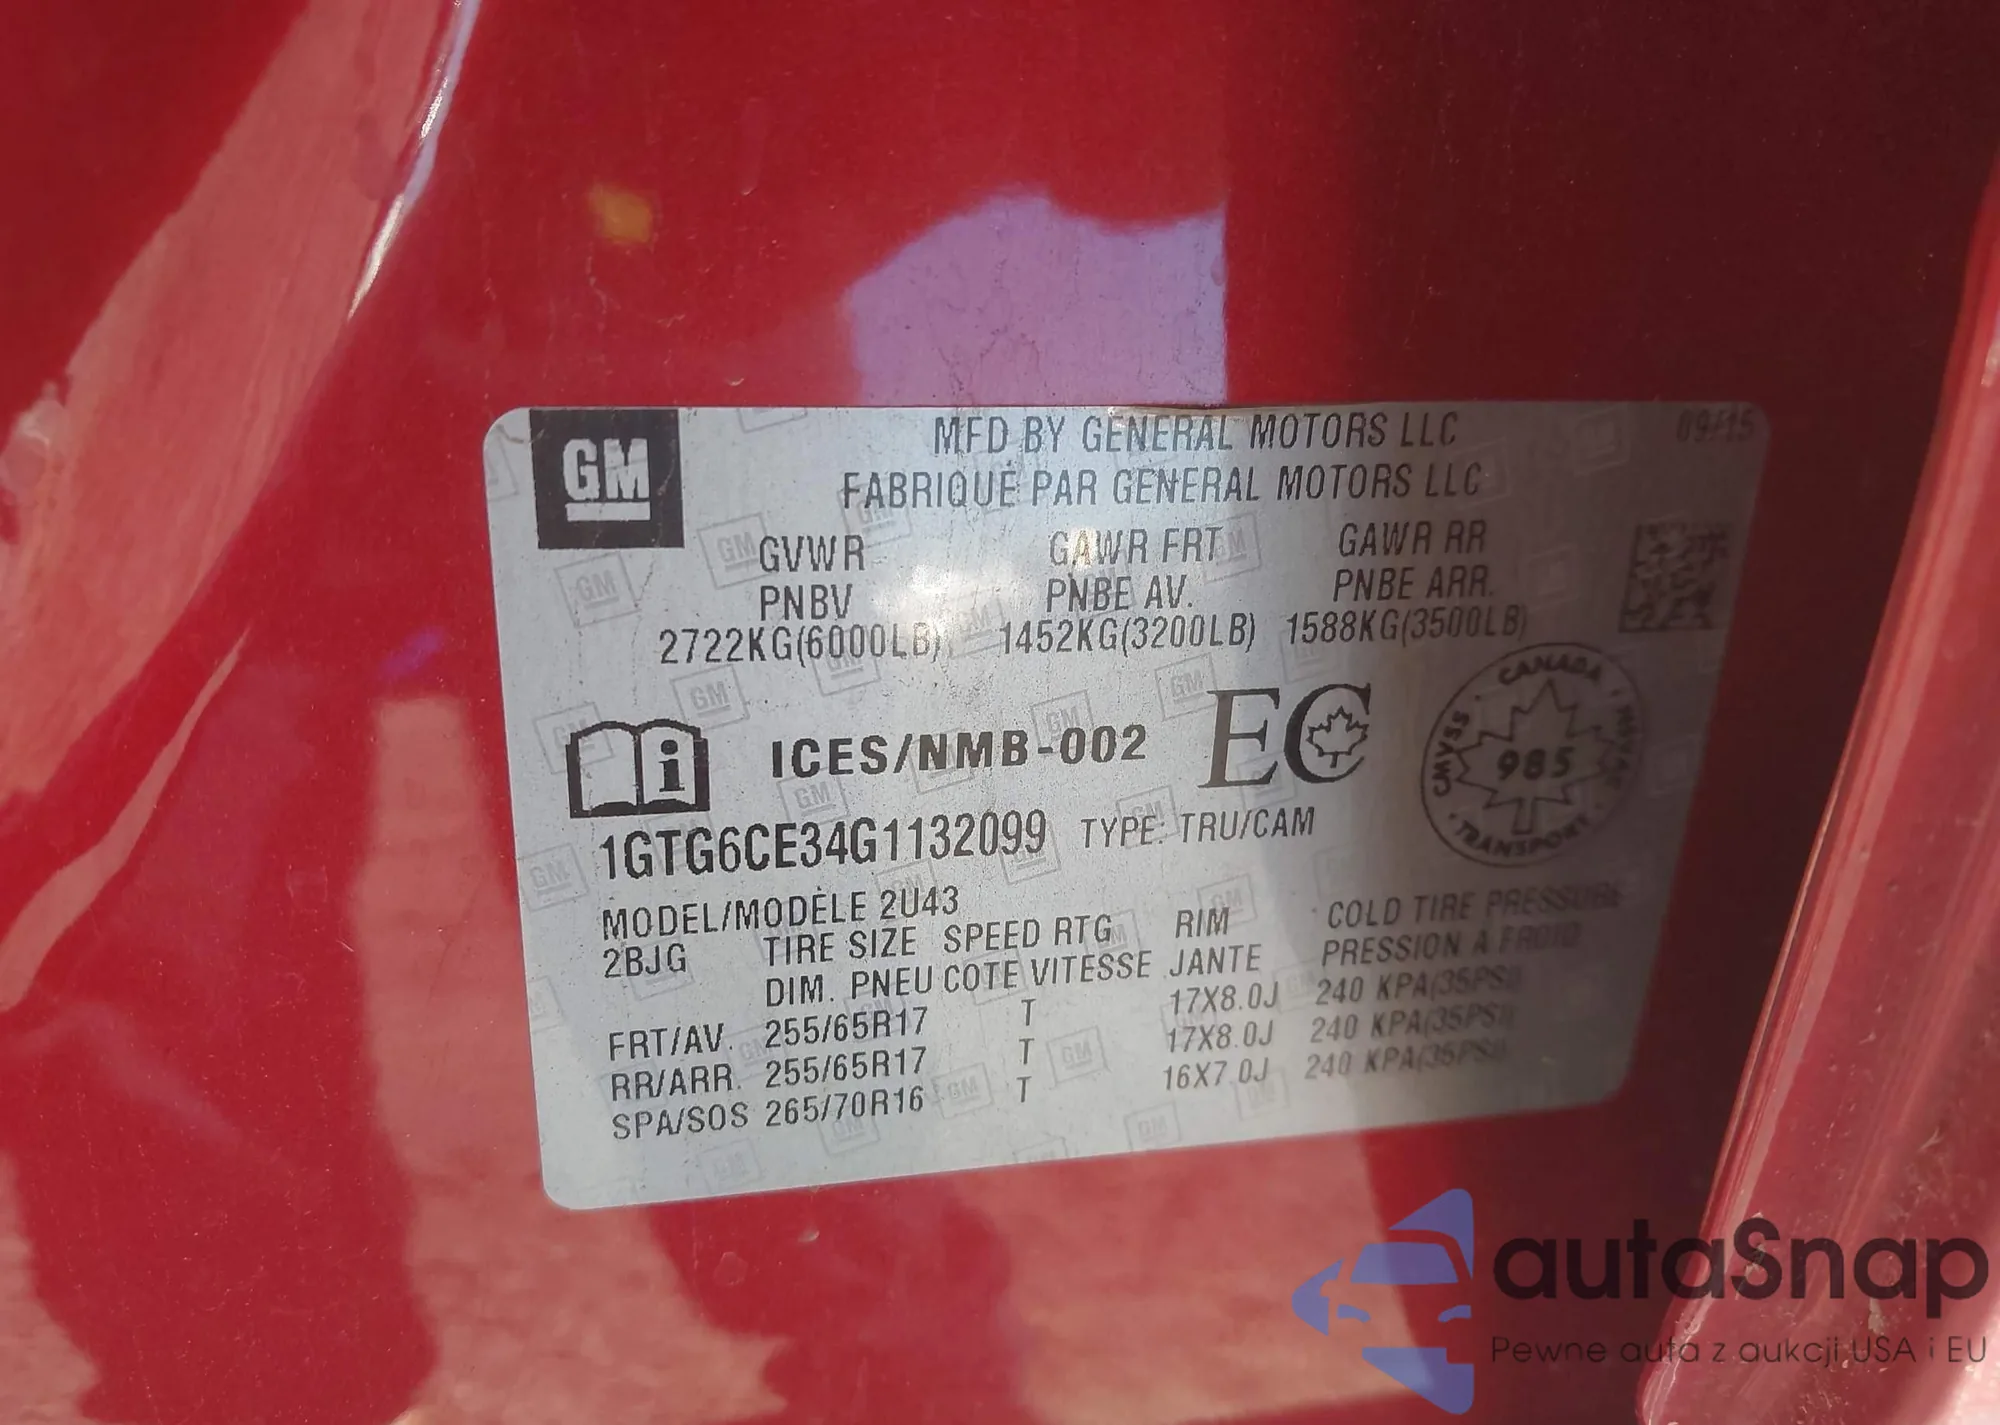 GM
MFD BY GENERAL MOTORS LLC 09/15
FABRIQUÉ PAR GENERAL MOTORS LLC
GVWR GAWR FRT GAWR RR
PNBV PNBE AV. PNBE ARR.
2722KG(6000LB) 1452KG(3200LB) 1588KG(3500LB)
i ICES/NMB-002 EC
CANADA
CMVSS 985 NSVAC
TRANSPORT
1GTG6CE34G1132099 TYPE: TRU/CAM
MODEL/MODÈLE 2U43
2BJG TIRE SIZE SPEED RTG RIM COLD TIRE PRESSURE
DIM. PNEU COTE VITESSE JANTE PRESSION A FROID
FRT/AV. 255/65R17 T 17X8.0J 240 KPA(35PSI)
RR/ARR. 255/65R17 T 17X8.0J 240 KPA(35PSI)
SPA/SOS 265/70R16 T 16X7.0J 240 KPA(35PSI)
autaSnap
Pewne auta z aukcji USA i EU